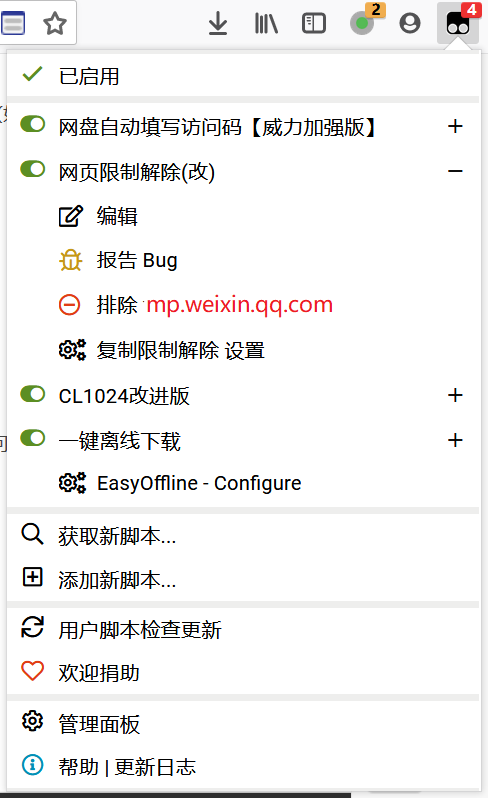 2
4
已启用
网盘自动填写访问码【威力加强版】
网页限制解除(改)
编辑
报告 Bug
排除 mp.weixin.qq.com
复制限制解除 设置
CL1024改进版
一键离线下载
EasyOffline - Configure
获取新脚本...
添加新脚本...
用户脚本检查更新
欢迎捐助
管理面板
帮助 | 更新日志